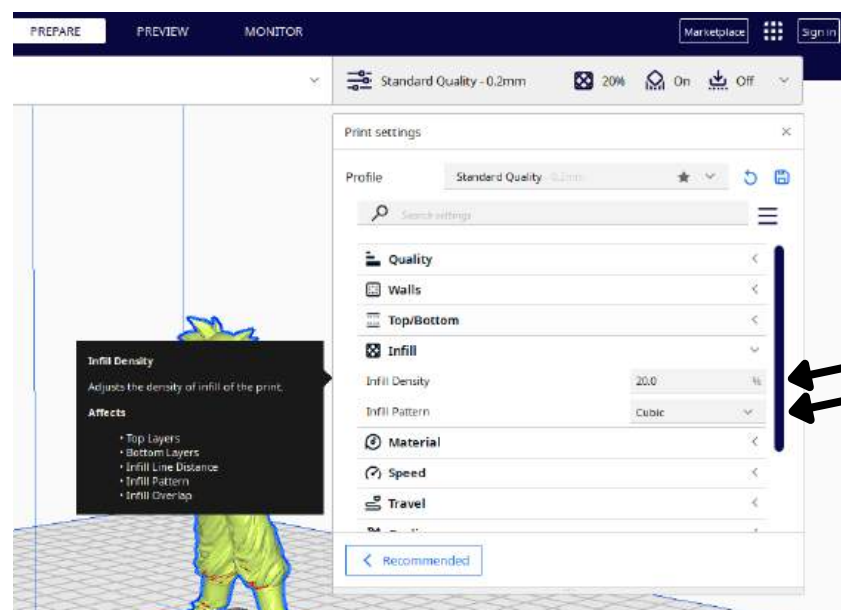 PREPARE PREVIEW MONITOR Marketplace Sign in
Standard Quality - 0.2mm 20% On Off
Print settings
Profile Standard Quality 0.2mm
Search settings
Quality
Walls
Top/Bottom
Infill
Infill Density 20.0 %
Infill Pattern Cubic
Material
Speed
Travel
Recommended
Infill Density
Adjusts the density of infill of the print.
Affects
• Top Layers
• Bottom Layers
• Infill Line Distance
• Infill Pattern
• Infill Overlap